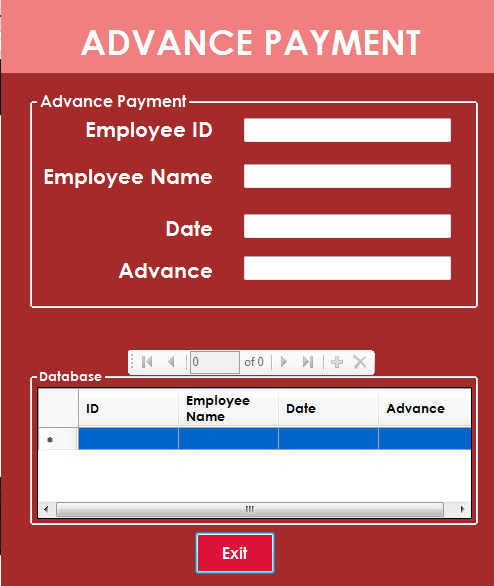 ADVANCE PAYMENT
Advance Payment
Employee ID
Employee Name
Date
Advance
0 of 0
Database
ID Employee Name Date Advance
*
Exit